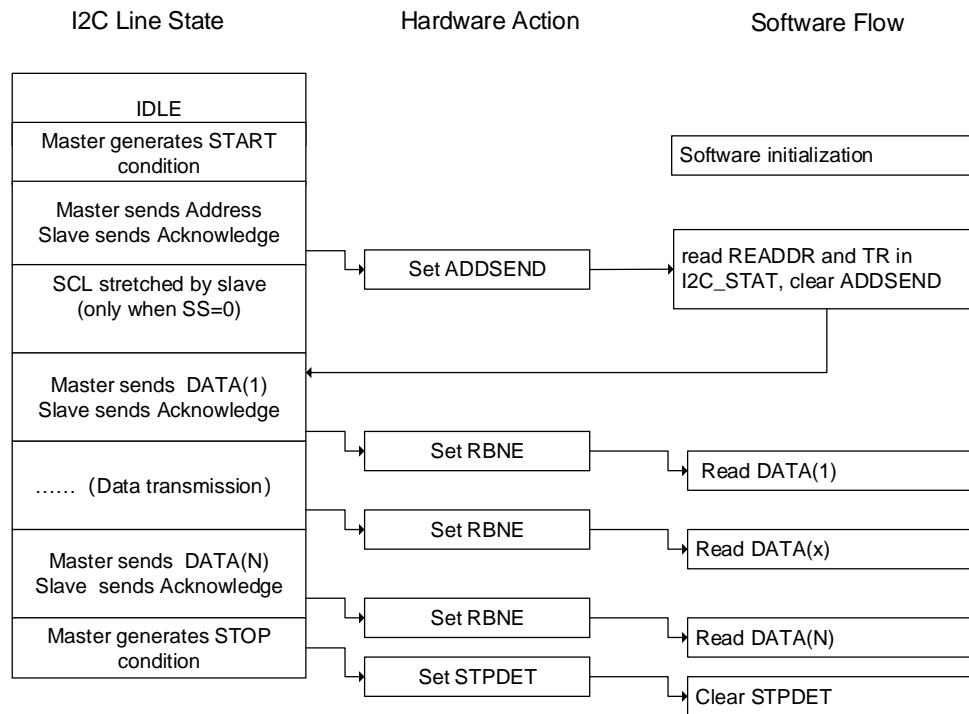 I2C Line State
Hardware Action
Software Flow
IDLE
Master generates START
condition
Software initialization
Master sends Address
Slave sends Acknowledge
Set ADDSEND
read READDR and TR in
I2C_STAT, clear ADDSEND
SCL stretched by slave
(only when SS=0)
Master sends DATA(1)
Slave sends Acknowledge
Set RBNE
Read DATA(1)
...... (Data transmission)
Set RBNE
Read DATA(x)
Master sends DATA(N)
Slave sends Acknowledge
Set RBNE
Read DATA(N)
Master generates STOP
condition
Set STPDET
Clear STPDET